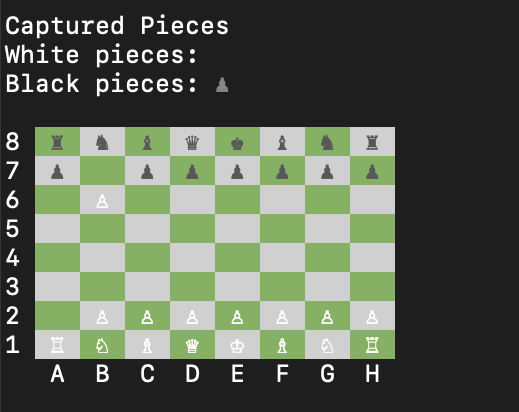 Captured Pieces
White pieces:
Black pieces: ♟
8 ♜ ♞ ♝ ♛ ♚ ♝ ♞ ♜
7 ♟ ♟ ♟ ♟ ♟ ♟ ♟
6 ♙
5
4
3
2 ♙ ♙ ♙ ♙ ♙ ♙ ♙
1 ♖ ♘ ♗ ♛ ♔ ♗ ♘ ♖
A B C D E F G H